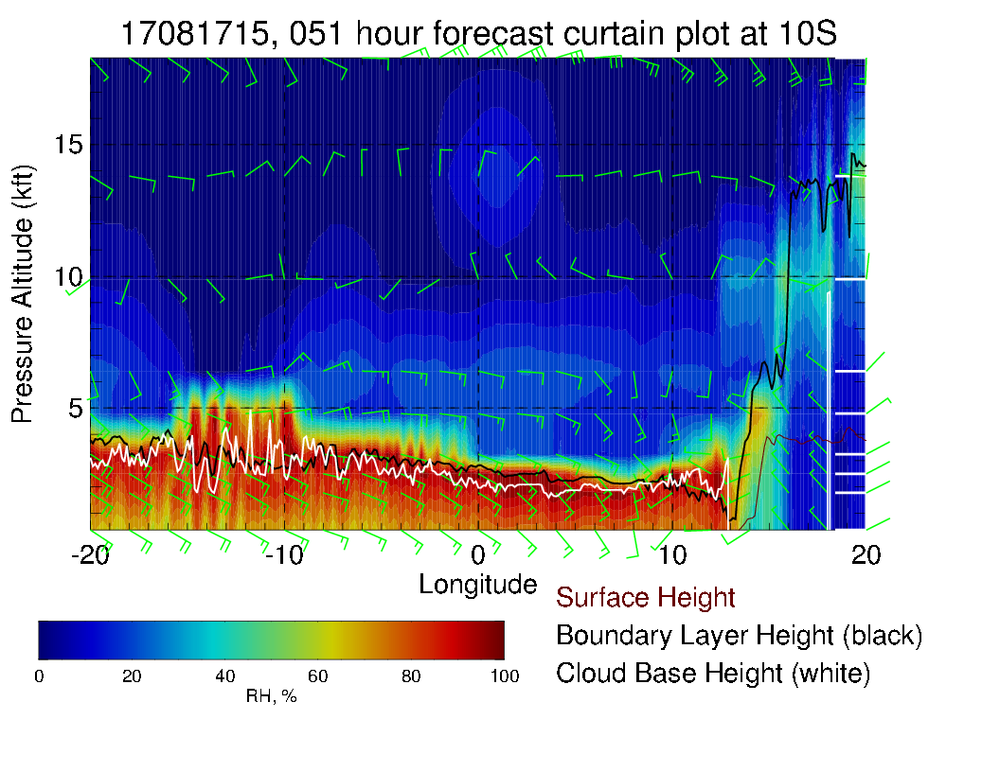 17081715, 051 hour forecast curtain plot at 10S
15
10
5
Pressure Altitude (kft)
-20 -10 0 10 20
Longitude
Surface Height
Boundary Layer Height (black)
Cloud Base Height (white)
0 20 40 60 80 100
RH, %